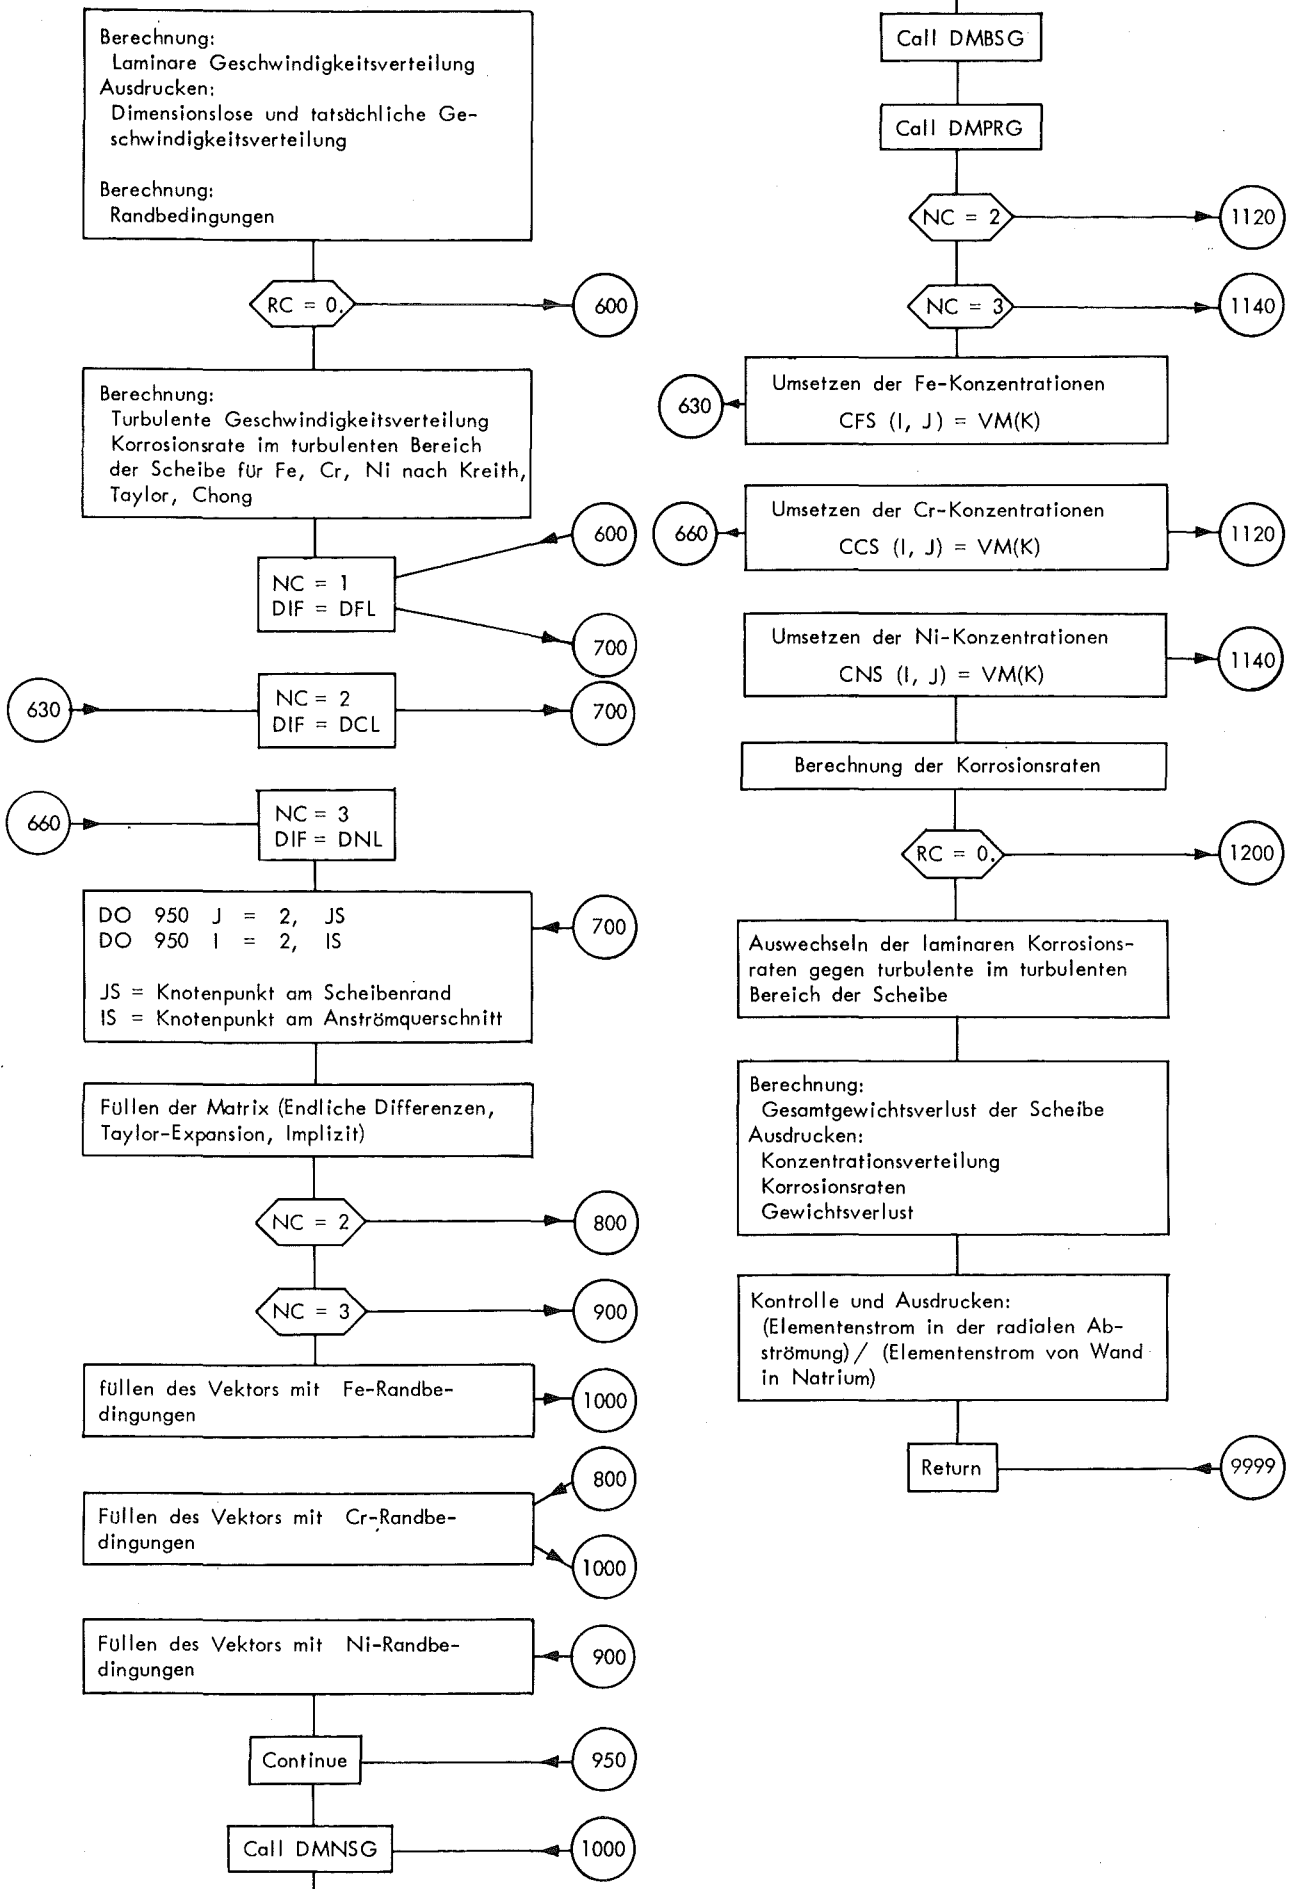 Berechnung:
Laminare Geschwindigkeitsverteilung
Ausdrucken:
Dimensionslose und tatsächliche Ge-
schwindigkeitsverteilung
Berechnung:
Randbedingungen
RC = 0.
600
Berechnung:
Turbulente Geschwindigkeitsverteilung
Korrosionsrate im turbulenten Bereich
der Scheibe für Fe, Cr, Ni nach Kreith,
Taylor, Chong
600
NC = 1
DIF = DFL
700
630
NC = 2
DIF = DCL
700
660
NC = 3
DIF = DNL
DO 950 J = 2, JS
DO 950 I = 2, IS
700
JS = Knotenpunkt am Scheibenrand
IS = Knotenpunkt am Anströmquerschnitt
Füllen der Matrix (Endliche Differenzen,
Taylor-Expansion, Implizit)
NC = 2
800
NC = 3
900
füllen des Vektors mit Fe-Randbe-
dingungen
1000
800
Füllen des Vektors mit Cr-Randbe-
dingungen
1000
Füllen des Vektors mit Ni-Randbe-
dingungen
900
Continue
950
Call DMNSG
1000
Call DMBSG
Call DMPRG
NC = 2
1120
NC = 3
1140
Umsetzen der Fe-Konzentrationen
CFS (I, J) = VM(K)
630
Umsetzen der Cr-Konzentrationen
CCS (I, J) = VM(K)
660
1120
Umsetzen der Ni-Konzentrationen
CNS (I, J) = VM(K)
1140
Berechnung der Korrosionsraten
RC = 0.
1200
Auswechseln der laminaren Korrosions-
raten gegen turbulente im turbulenten
Bereich der Scheibe
Berechnung:
Gesamtgewichtsverlust der Scheibe
Ausdrucken:
Konzentrationsverteilung
Korrosionsraten
Gewichtsverlust
Kontrolle und Ausdrucken:
(Elementenstrom in der radialen Ab-
strömung) / (Elementenstrom von Wand
in Natrium)
Return
9999